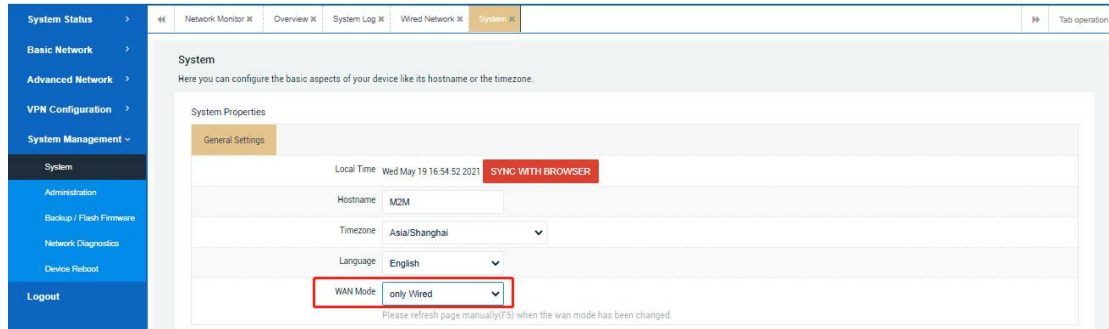 System Status
Network Monitor
Overview
System Log
Wired Network
System
Tab operation
Basic Network
Advanced Network
VPN Configuration
System Management
System
Administration
Backup / Flash Firmware
Network Diagnostics
Device Reboot
Logout
System
Here you can configure the basic aspects of your device like its hostname or the timezone.
System Properties
General Settings
Local Time Wed May 19 16:54:52 2021 SYNC WITH BROWSER
Hostname M2M
Timezone Asia/Shanghai
Language English
WAN Mode only Wired
Please refresh page manually(F5) when the wan mode has been changed.